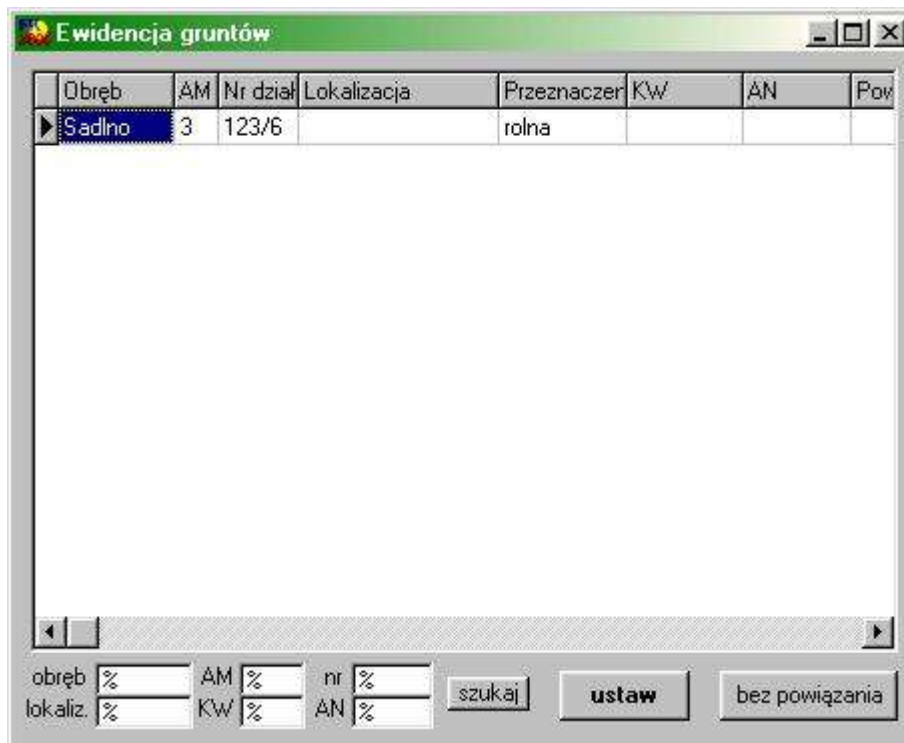 Ewidencja gruntów
Obręb AM Nr dział Lokalizacja Przeznaczer KW AN Pow
Sadlno 3 123/6 rolna
obręb % AM % nr % szukaj ustaw bez powiązania
lokaliz. % KW % AN %